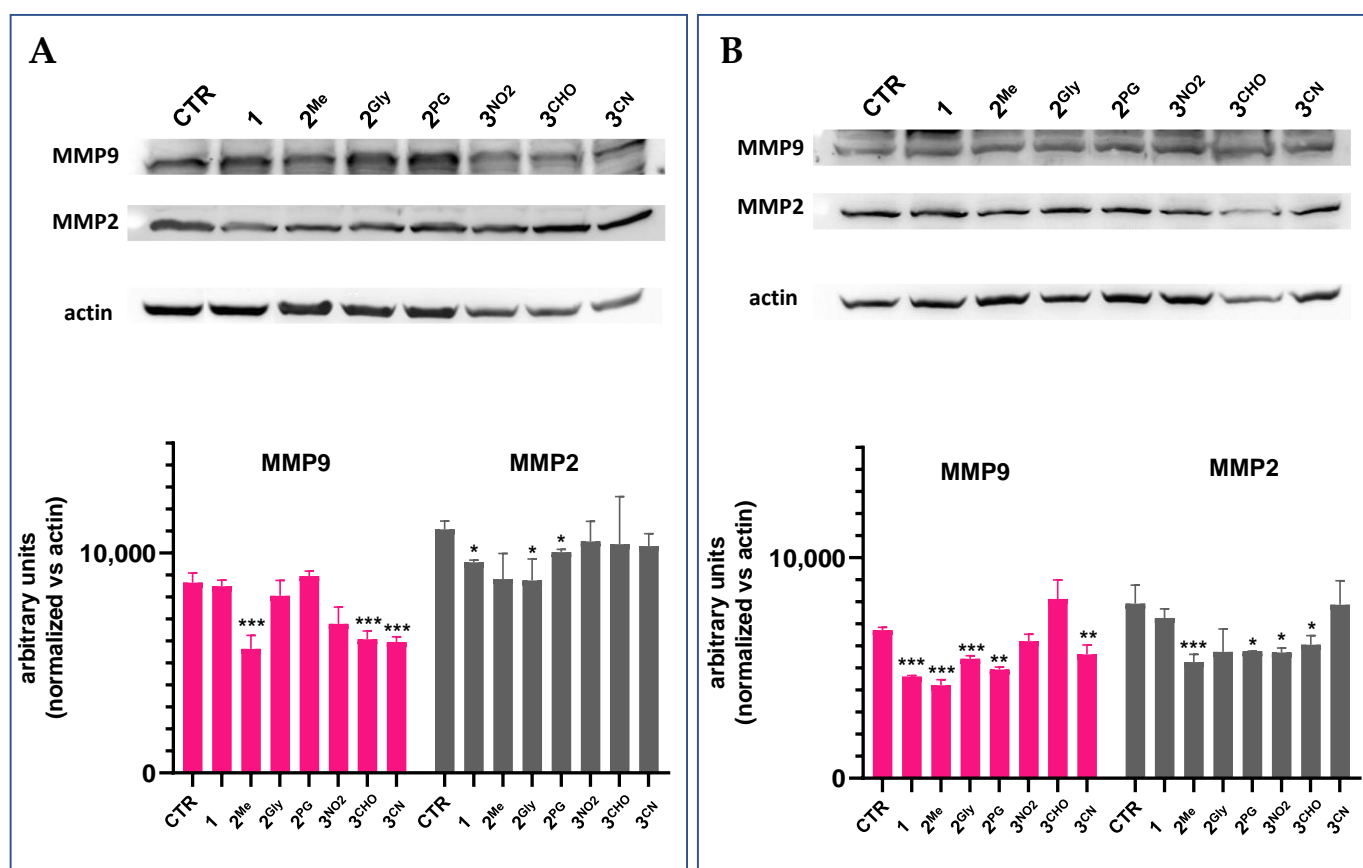 A
CTR 1 2Me 2Gly 2PG 3NO2 3CHO 3CN
MMP9
MMP2
actin
MMP9 MMP2
arbitrary units
(normalized vs actin)
10,000
0
*** *** *** * * *
CTR 1 2Me 2Gly 2PG 3NO2 3CHO 3CN CTR 1 2Me 2Gly 2PG 3NO2 3CHO 3CN
B
CTR 1 2Me 2Gly 2PG 3NO2 3CHO 3CN
MMP9
MMP2
actin
MMP9 MMP2
arbitrary units
(normalized vs actin)
10,000
0
*** *** *** ** ** *** * * *
CTR 1 2Me 2Gly 2PG 3NO2 3CHO 3CN CTR 1 2Me 2Gly 2PG 3NO2 3CHO 3CN